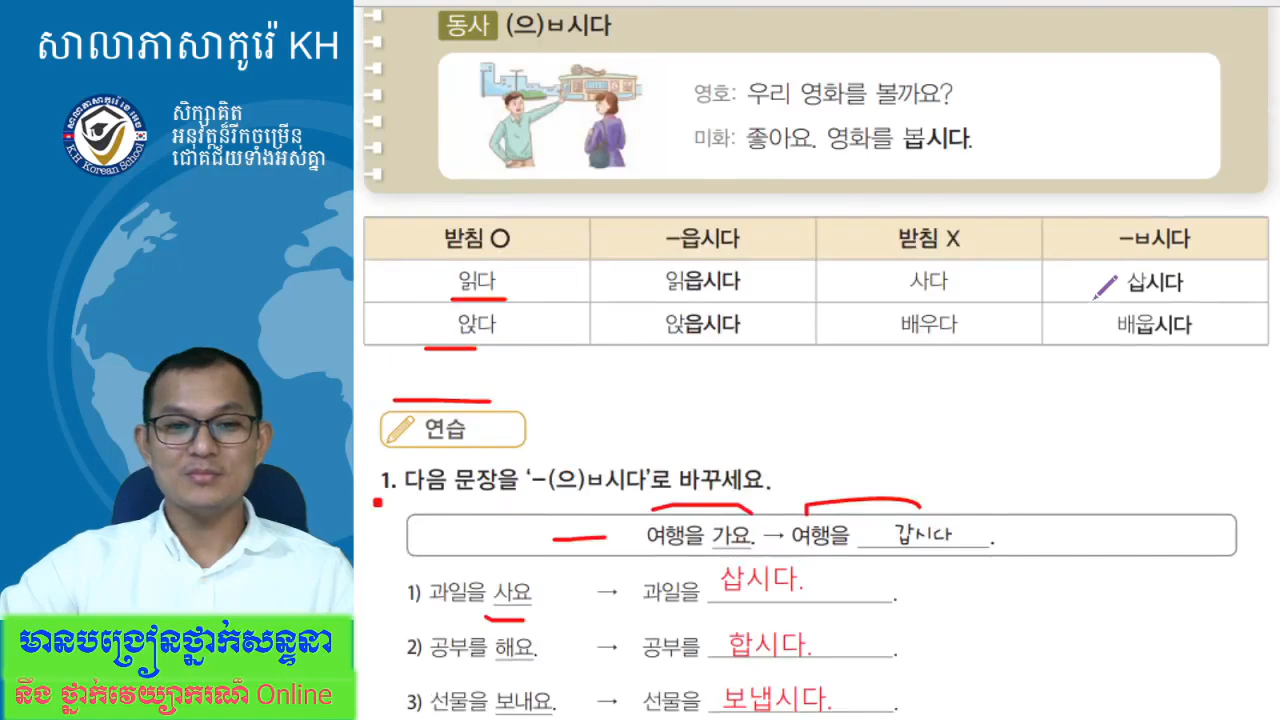 សាលាភាសាកូរ៉េ KH
សិក្សាគិត
អនុវត្តន៍រីកចម្រើន
ជោគជ័យទាំងអស់គ្នា
សាលាភាសាកូរ៉េ ខេ អេច
K.H Korean School
មានបង្រៀនថ្នាក់សន្ទនា
និង ថ្នាក់វេយ្យាករណ៍ Online
동사 (으)ㅂ시다
영호: 우리 영화를 볼까요?
미화: 좋아요. 영화를 봅시다.
받침 O -읍시다 받침 X -ㅂ시다
읽다 읽읍시다 사다 삽시다
앉다 앉읍시다 배우다 배웁시다
연습
1. 다음 문장을 ‘-(으)ㅂ시다’로 바꾸세요.
여행을 가요. → 여행을 갑시다.
1) 과일을 사요 → 과일을 삽시다. .
2) 공부를 해요. → 공부를 합시다. .
3) 선물을 보내요. → 선물을 보냅시다. .